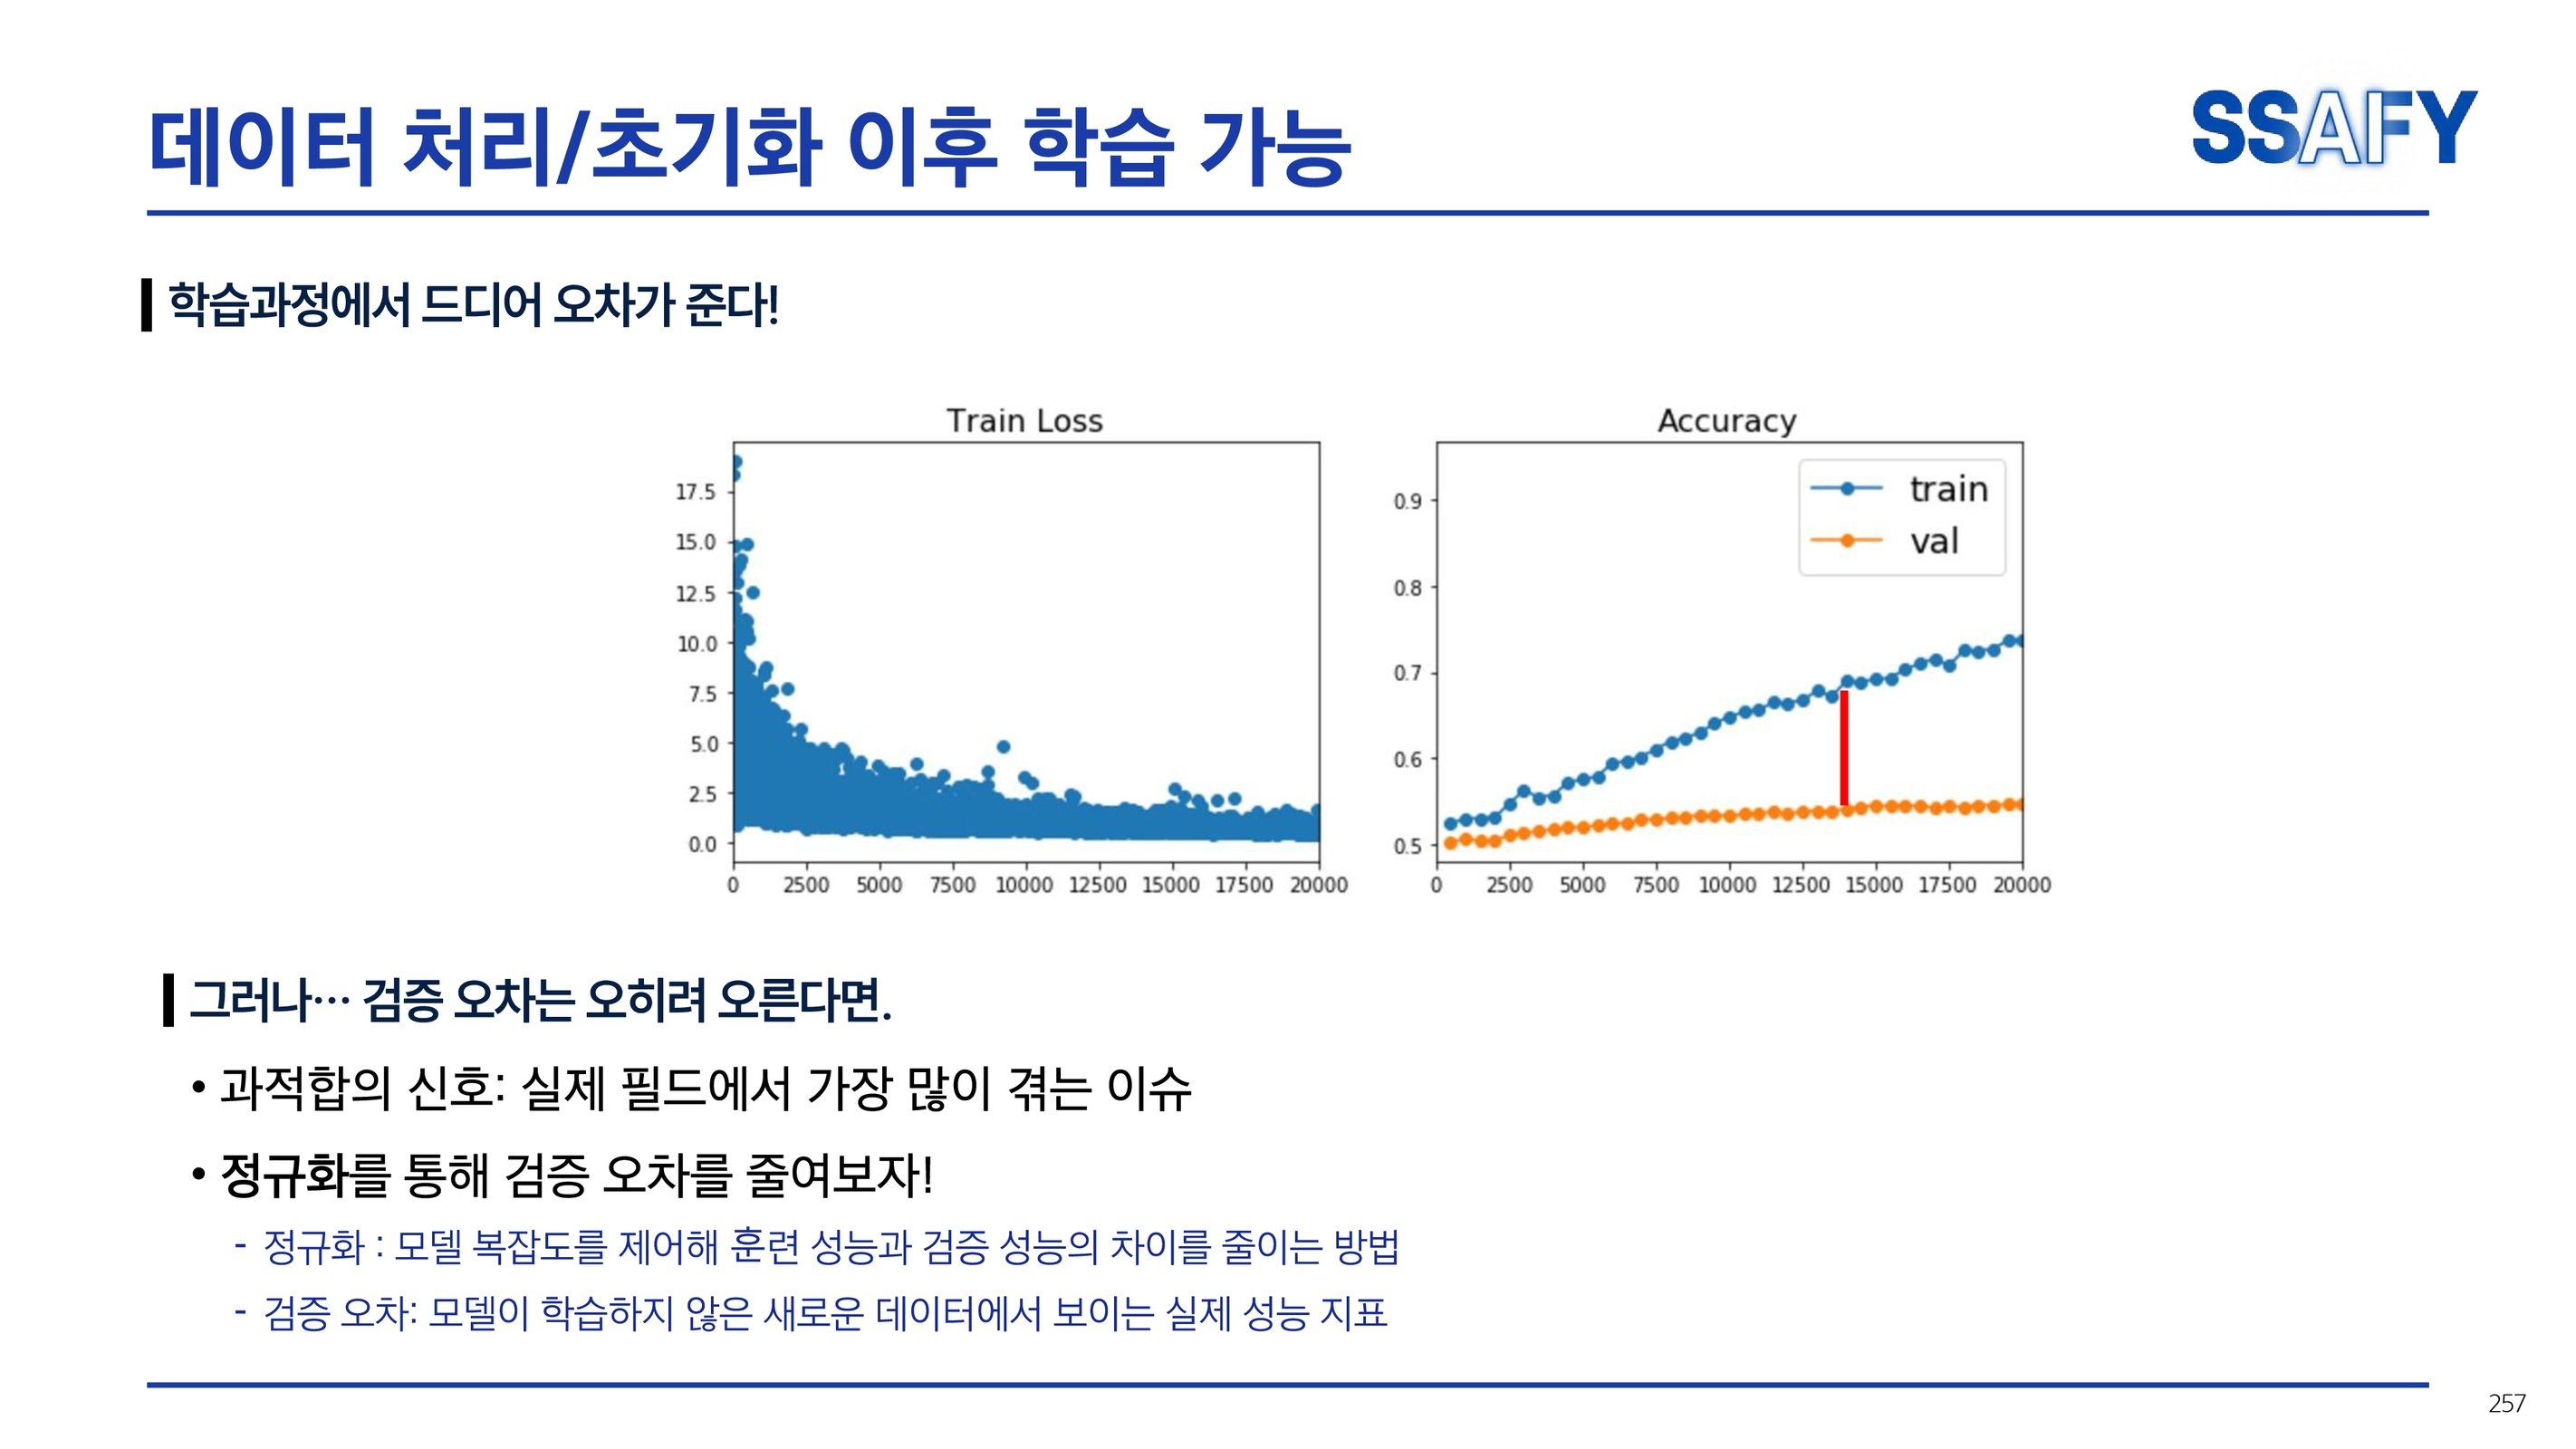 데이터 처리/초기화 이후 학습 가능
SSAFY
학습과정에서 드디어 오차가 준다!
Train Loss
17.5
15.0
12.5
10.0
7.5
5.0
2.5
0.0
0 2500 5000 7500 10000 12500 15000 17500 20000
Accuracy
train
val
0.9
0.8
0.7
0.6
0.5
0 2500 5000 7500 10000 12500 15000 17500 20000
그러나… 검증 오차는 오히려 오른다면.
• 과적합의 신호: 실제 필드에서 가장 많이 겪는 이슈
• 정규화를 통해 검증 오차를 줄여보자!
- 정규화 : 모델 복잡도를 제어해 훈련 성능과 검증 성능의 차이를 줄이는 방법
- 검증 오차: 모델이 학습하지 않은 새로운 데이터에서 보이는 실제 성능 지표
257